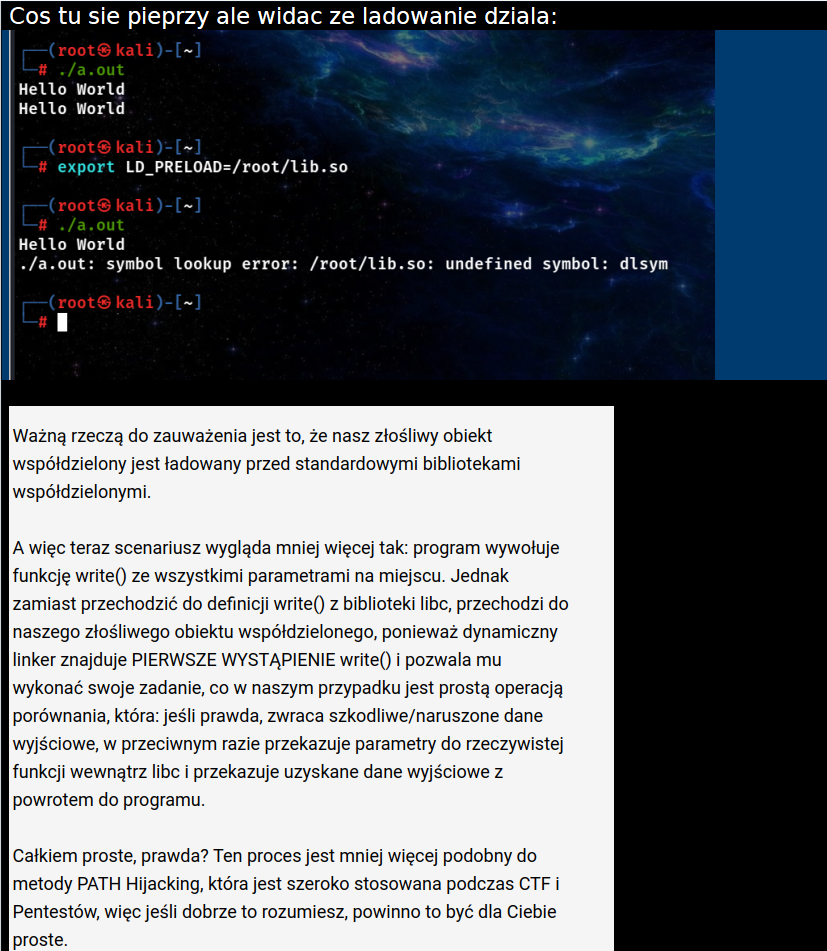 Cos tu sie pieprzy ale widac ze ladowanie dziala:
┌──(root㉿kali)-[~]
└─# ./a.out
Hello World
Hello World
┌──(root㉿kali)-[~]
└─# export LD_PRELOAD=/root/lib.so
┌──(root㉿kali)-[~]
└─# ./a.out
Hello World
./a.out: symbol lookup error: /root/lib.so: undefined symbol: dlsym
┌──(root㉿kali)-[~]
└─#
Ważną rzeczą do zauważenia jest to, że nasz złośliwy obiekt
współdzielony jest ładowany przed standardowymi bibliotekami
współdzielonymi.
A więc teraz scenariusz wygląda mniej więcej tak: program wywołuje
funkcję write() ze wszystkimi parametrami na miejscu. Jednak
zamiast przechodzić do definicji write() z biblioteki libc, przechodzi do
naszego złośliwego obiektu współdzielonego, ponieważ dynamiczny
linker znajduje PIERWSZE WYSTĄPIENIE write() i pozwala mu
wykonać swoje zadanie, co w naszym przypadku jest prostą operacją
porównania, która: jeśli prawda, zwraca szkodliwe/naruszone dane
wyjściowe, w przeciwnym razie przekazuje parametry do rzeczywistej
funkcji wewnątrz libc i przekazuje uzyskane dane wyjściowe z
powrotem do programu.
Całkiem proste, prawda? Ten proces jest mniej więcej podobny do
metody PATH Hijacking, która jest szeroko stosowana podczas CTF i
Pentestów, więc jeśli dobrze to rozumiesz, powinno to być dla Ciebie
proste.